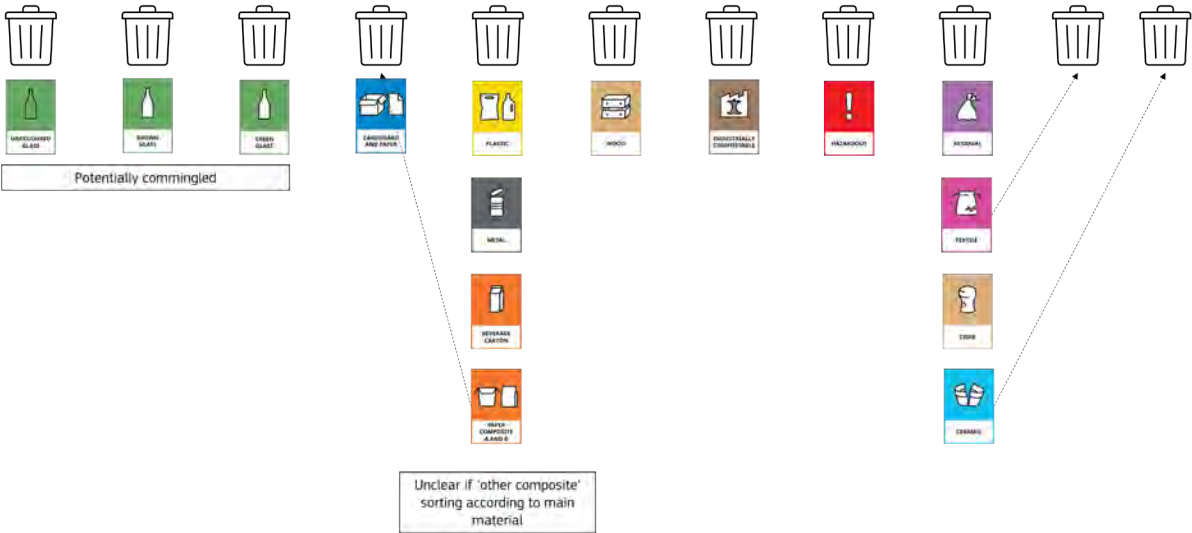 UNCOLOURED
GLASS
BROWN
GLASS
GREEN
GLASS
CARDBOARD
AND PAPER
PLASTIC
WOOD
INDUSTRIALLY
COMPOSTABLE
HAZARDOUS
RESIDUAL
Potentially commingled
METAL
TEXTILE
BEVERAGE
CARTON
CORK
PAPER
COMPOSITE
A AND B
CERAMIC
Unclear if 'other composite'
sorting according to main
material